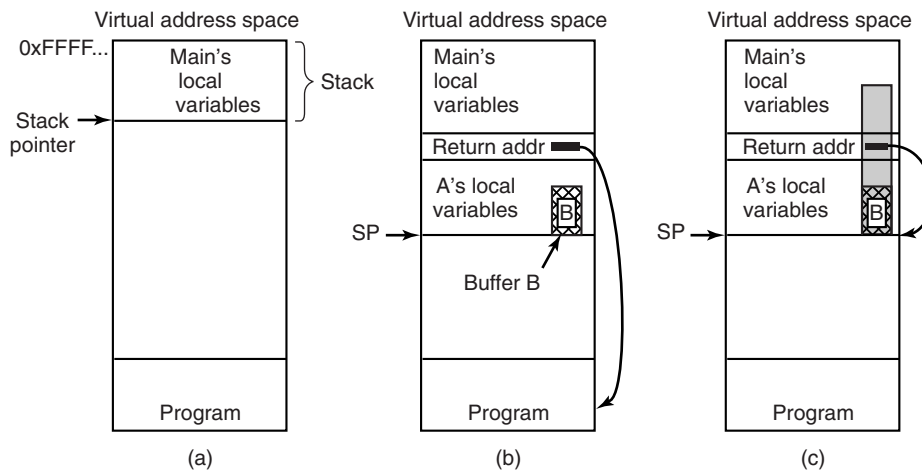 Virtual address space
0xFFFF...
Main's
local
variables
Stack
Stack
pointer
Program
(a)
Virtual address space
Main's
local
variables
Return addr
A's local
variables
B
SP
Buffer B
Program
(b)
Virtual address space
Main's
local
variables
Return addr
A's local
variables
B
SP
Program
(c)